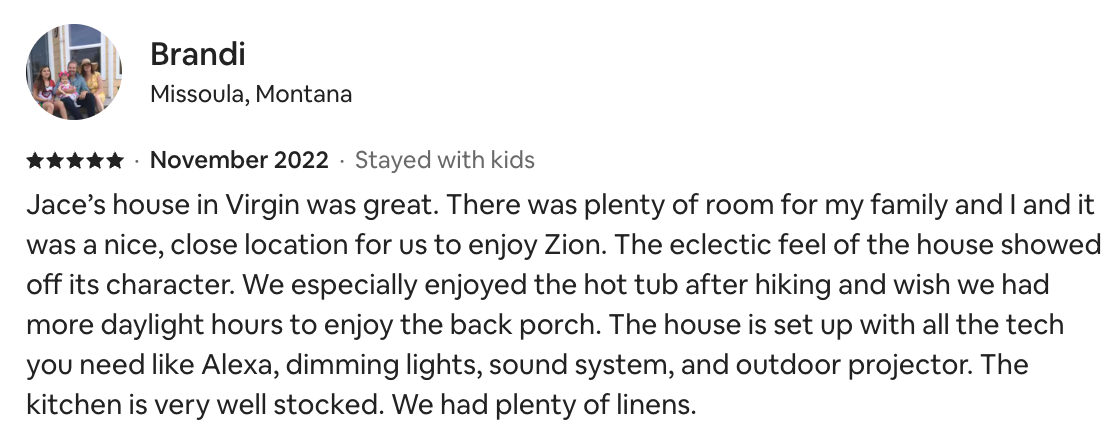 Brandi
Missoula, Montana
★★★★★ · November 2022 · Stayed with kids
Jace’s house in Virgin was great. There was plenty of room for my family and I and it
was a nice, close location for us to enjoy Zion. The eclectic feel of the house showed
off its character. We especially enjoyed the hot tub after hiking and wish we had
more daylight hours to enjoy the back porch. The house is set up with all the tech
you need like Alexa, dimming lights, sound system, and outdoor projector. The
kitchen is very well stocked. We had plenty of linens.